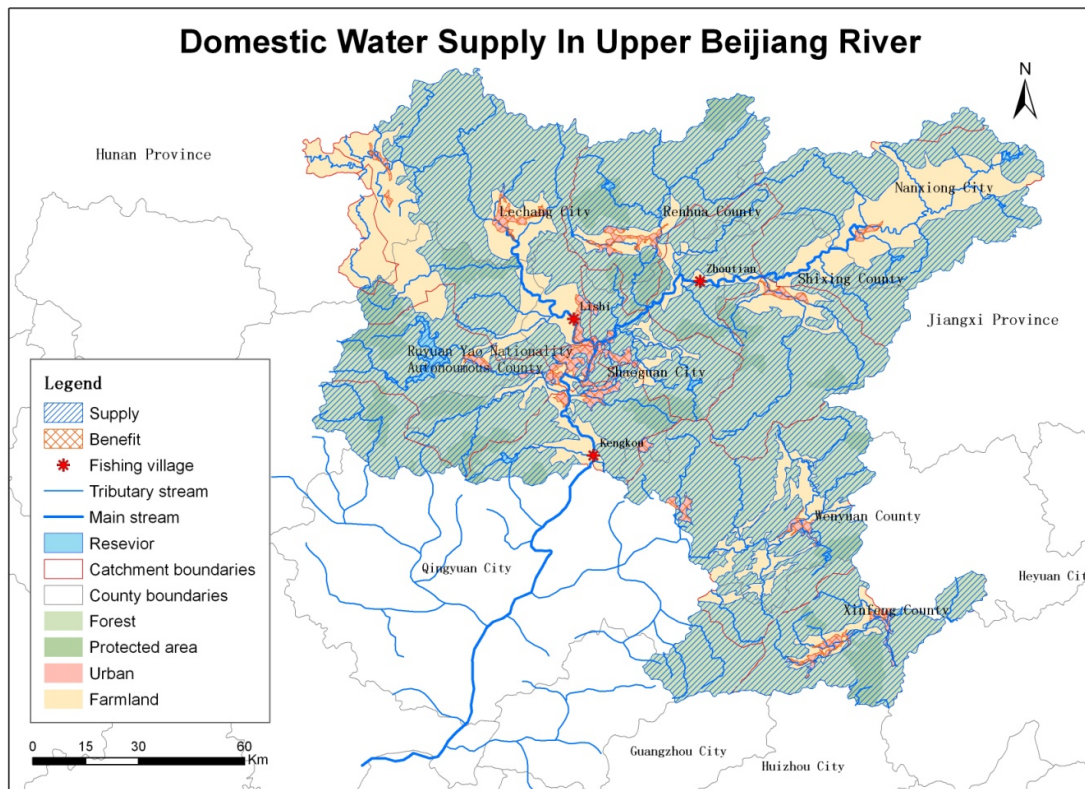 Domestic Water Supply In Upper Beijiang River
N
Hunan Province
Nanxiong City
Lechang City
Renhua County
Zhoutian
Shixing County
Lishi
Jiangxi Province
Ruyuan Yao Nationality
Autonoumous County
Shaoguan City
Kengkou
Wenyuan County
Qingyuan City
Heyuan City
Xinfeng County
Guangzhou City
Huizhou City
Legend
Supply
Benefit
Fishing village
Tributary stream
Main stream
Resevior
Catchment boundaries
County boundaries
Forest
Protected area
Urban
Farmland
0 15 30 60
Km